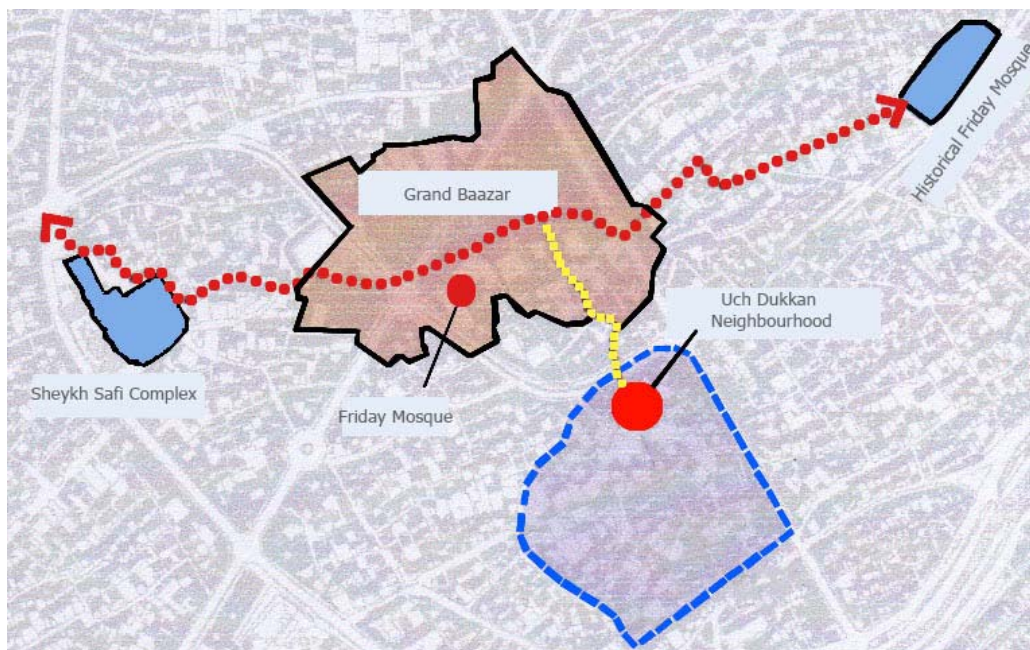 Historical Friday Mosque
Grand Baazar
Uch Dukkan
Neighbourhood
Sheykh Safi Complex
Friday Mosque